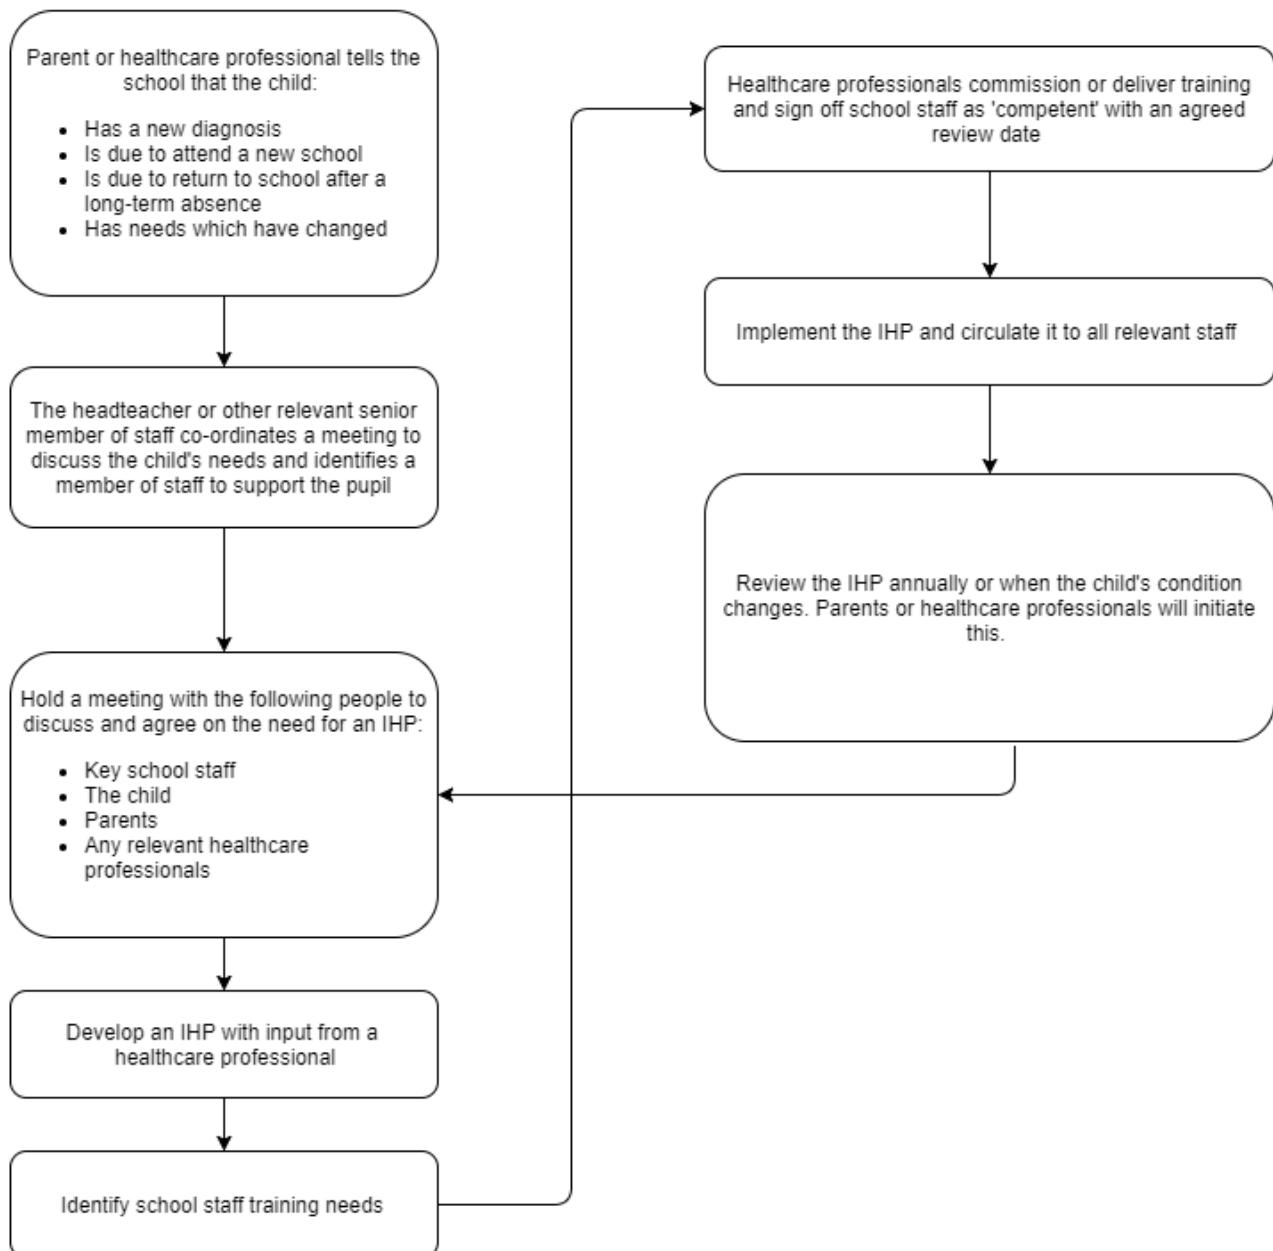 Parent or healthcare professional tells the
school that the child:
• Has a new diagnosis
• Is due to attend a new school
• Is due to return to school after a
long-term absence
• Has needs which have changed
The headteacher or other relevant senior
member of staff co-ordinates a meeting to
discuss the child's needs and identifies a
member of staff to support the pupil
Hold a meeting with the following people to
discuss and agree on the need for an IHP:
• Key school staff
• The child
• Parents
• Any relevant healthcare
professionals
Develop an IHP with input from a
healthcare professional
Identify school staff training needs
Healthcare professionals commission or deliver training
and sign off school staff as 'competent' with an agreed
review date
Implement the IHP and circulate it to all relevant staff
Review the IHP annually or when the child's condition
changes. Parents or healthcare professionals will initiate
this.